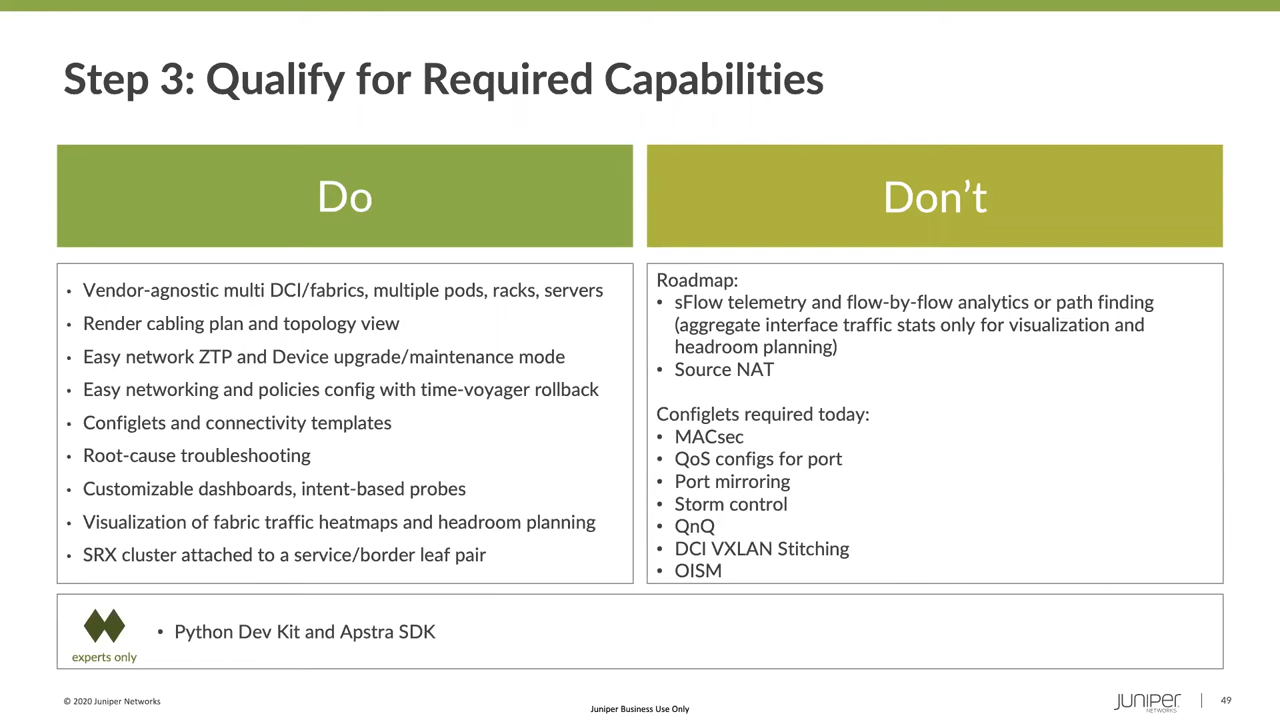 Step 3: Qualify for Required Capabilities
Do
• Vendor-agnostic multi DCI/fabrics, multiple pods, racks, servers
• Render cabling plan and topology view
• Easy network ZTP and Device upgrade/maintenance mode
• Easy networking and policies config with time-voyager rollback
• Configlets and connectivity templates
• Root-cause troubleshooting
• Customizable dashboards, intent-based probes
• Visualization of fabric traffic heatmaps and headroom planning
• SRX cluster attached to a service/border leaf pair
Don’t
Roadmap:
• sFlow telemetry and flow-by-flow analytics or path finding
(aggregate interface traffic stats only for visualization and
headroom planning)
• Source NAT
Configlets required today:
• MACsec
• QoS configs for port
• Port mirroring
• Storm control
• QnQ
• DCI VXLAN Stitching
• OISM
experts only
• Python Dev Kit and Apstra SDK
© 2020 Juniper Networks
Juniper Business Use Only
JUNIPER
NETWORKS
49